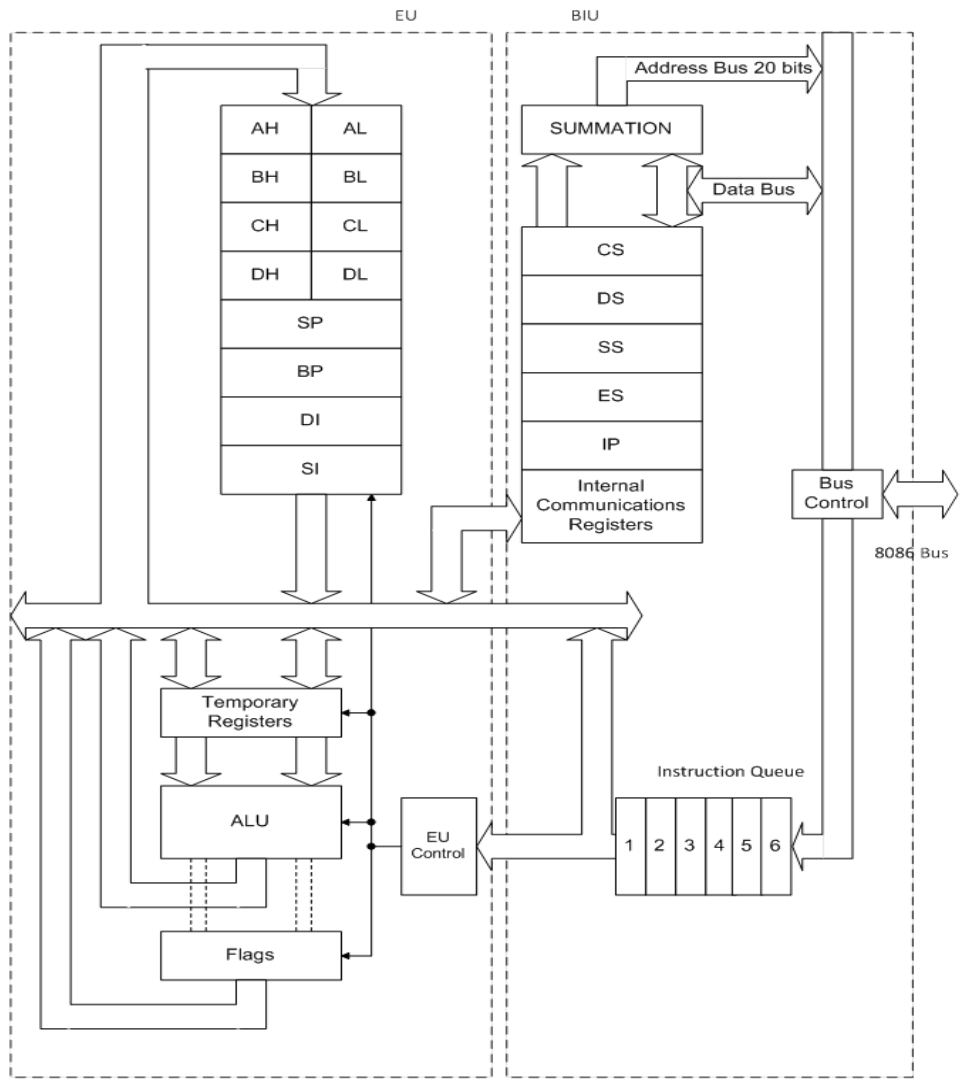 EU
BIU
Address Bus 20 bits
SUMMATION
Data Bus
AH
AL
BH
BL
CH
CL
DH
DL
SP
BP
DI
SI
CS
DS
SS
ES
IP
Internal
Communications
Registers
Bus
Control
8086 Bus
Temporary
Registers
ALU
Flags
EU
Control
Instruction Queue
1 2 3 4 5 6